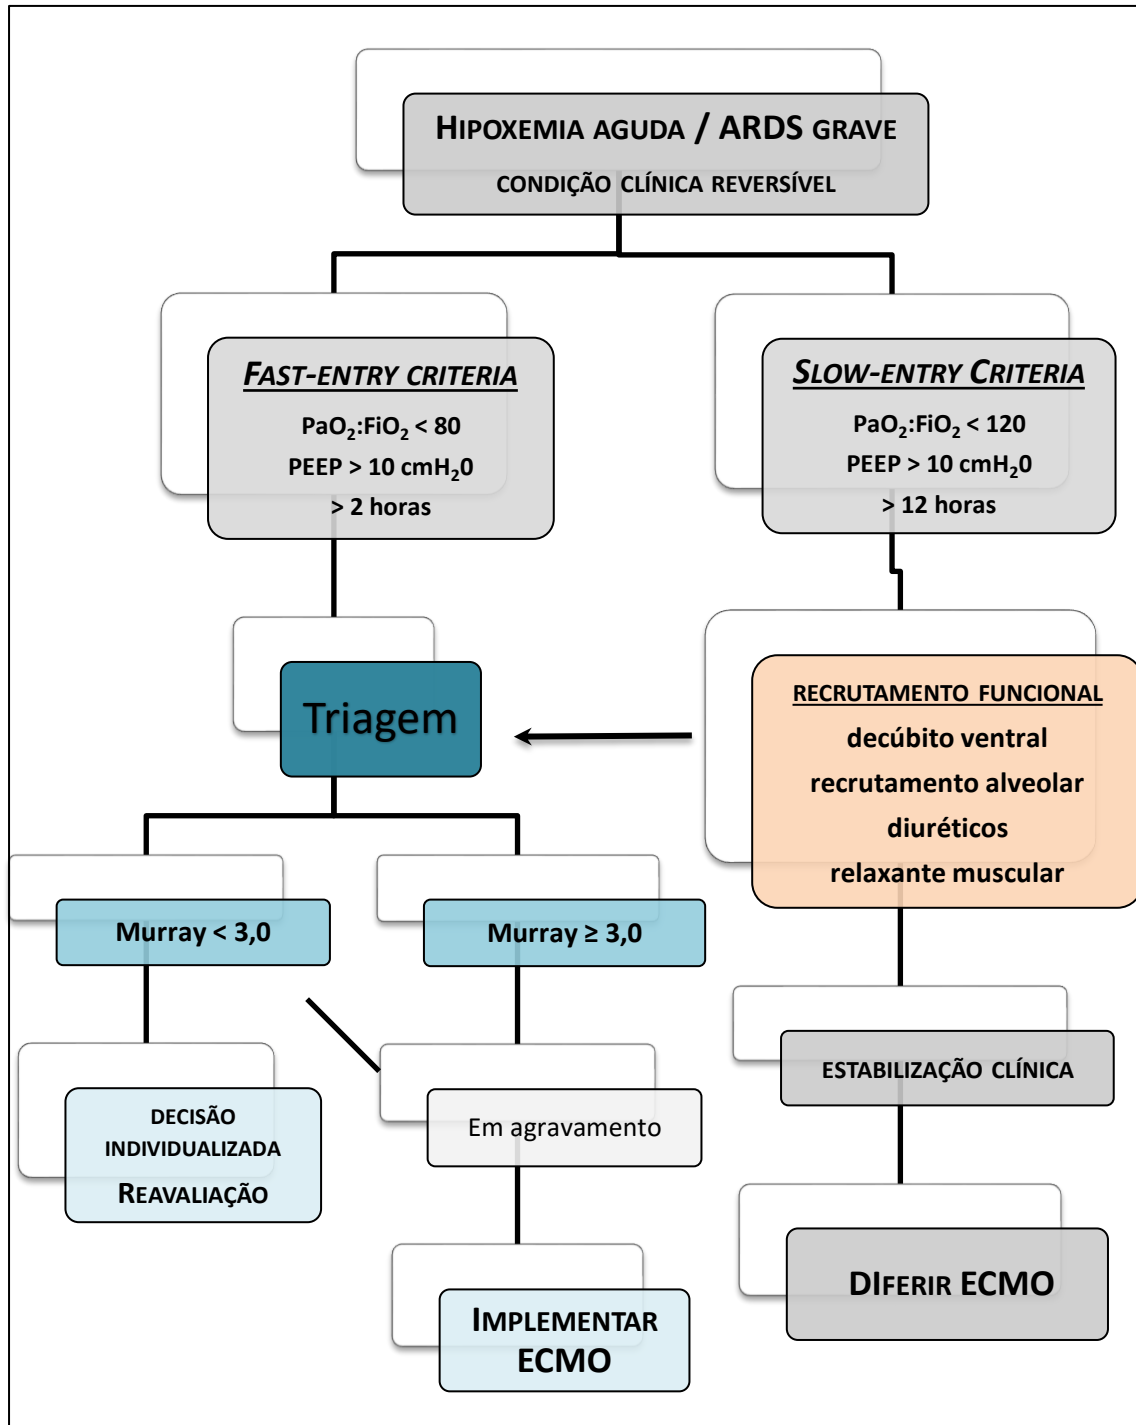 HIPOXEMIA AGUDA / ARDS GRAVE
CONDIÇÃO CLÍNICA REVERSÍVEL
FAST-ENTRY CRITERIA
PaO₂:FiO₂ < 80
PEEP > 10 cmH₂0
> 2 horas
SLOW-ENTRY CRITERIA
PaO₂:FiO₂ < 120
PEEP > 10 cmH₂0
> 12 horas
Triagem
RECRUTAMENTO FUNCIONAL
decúbito ventral
recrutamento alveolar
diuréticos
relaxante muscular
Murray < 3,0
Murray ≥ 3,0
DECISÃO
INDIVIDUALIZADA
REAVALIAÇÃO
Em agravamento
ESTABILIZAÇÃO CLÍNICA
IMPLEMENTAR
ECMO
DIFERIR ECMO